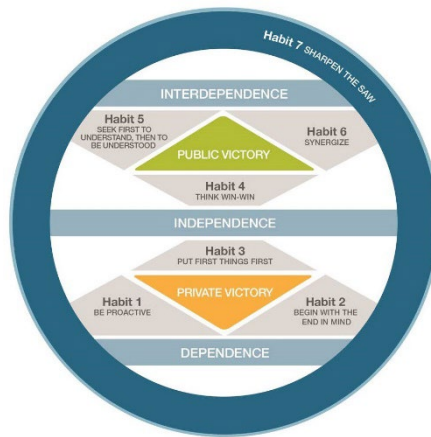 Habit 7 SHARPEN THE SAW
INTERDEPENDENCE
Habit 5
SEEK FIRST TO
UNDERSTAND, THEN TO
BE UNDERSTOOD
PUBLIC VICTORY
Habit 6
SYNERGIZE
Habit 4
THINK WIN-WIN
INDEPENDENCE
Habit 3
PUT FIRST THINGS FIRST
Habit 1
BE PROACTIVE
PRIVATE VICTORY
Habit 2
BEGIN WITH THE
END IN MIND
DEPENDENCE